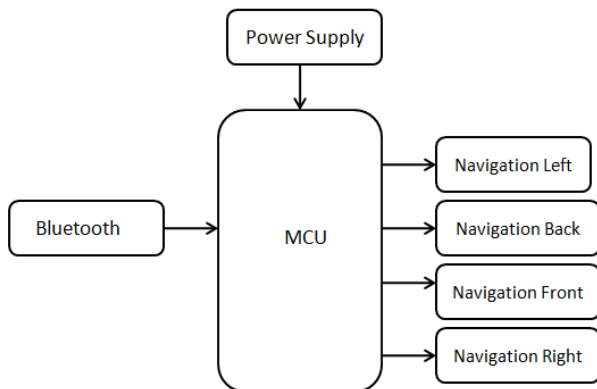 Power Supply
Navigation Left
Bluetooth
MCU
Navigation Back
Navigation Front
Navigation Right